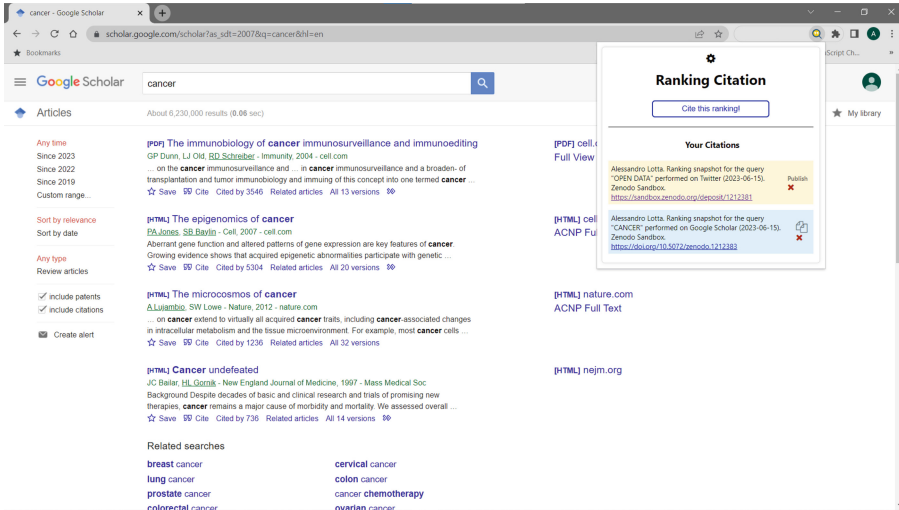 cancer - Google Scholar
scholar.google.com/scholar?as_sdt=2007&q=cancer&hl=en
A
Bookmarks
aScript Ch...
Google Scholar
cancer
Articles
About 6,230,000 results (0.06 sec)
My library
Any time
Since 2023
Since 2022
Since 2019
Custom range...
Sort by relevance
Sort by date
Any type
Review articles
include patents
include citations
Create alert
[PDF] The immunobiology of cancer immunosurveillance and immunoediting
GP Dunn, LJ Old, RD Schreiber - Immunity, 2004 - cell.com
... on the cancer immunosurveillance and ... in cancer immunosurveillance and a broaden- of
transplantation and tumor immunobiology and immuing of this concept into one termed cancer ...
Save Cite Cited by 3546 Related articles All 13 versions
[PDF] cell.c
Full View
[HTML] The epigenomics of cancer
PA Jones, SB Baylin - Cell, 2007 - cell.com
Aberrant gene function and altered patterns of gene expression are key features of cancer.
Growing evidence shows that acquired epigenetic abnormalities participate with genetic ...
Save Cite Cited by 5304 Related articles All 20 versions
[HTML] cell
ACNP Ful
[HTML] The microcosmos of cancer
A Lujambio, SW Lowe - Nature, 2012 - nature.com
... on cancer extend to virtually all acquired cancer traits, including cancer-associated changes
in intracellular metabolism and the tissue microenvironment. For example, most cancer cells ...
Save Cite Cited by 1236 Related articles All 32 versions
[HTML] nature.com
ACNP Full Text
[HTML] Cancer undefeated
JC Bailar, HL Gornik - New England Journal of Medicine, 1997 - Mass Medical Soc
Background Despite decades of basic and clinical research and trials of promising new
therapies, cancer remains a major cause of morbidity and mortality. We assessed overall ...
Save Cite Cited by 736 Related articles All 14 versions
[HTML] nejm.org
Related searches
breast cancer
lung cancer
prostate cancer
colorectal cancer
cervical cancer
colon cancer
cancer chemotherapy
ovarian cancer
Ranking Citation
Cite this ranking!
Your Citations
Alessandro Lotta. Ranking snapshot for the query
"OPEN DATA" performed on Twitter (2023-06-15).
Zenodo Sandbox.
https://sandbox.zenodo.org/deposit/1212381
Publish
Alessandro Lotta. Ranking snapshot for the query
"CANCER" performed on Google Scholar (2023-06-15).
Zenodo Sandbox.
https://doi.org/10.5072/zenodo.1212383